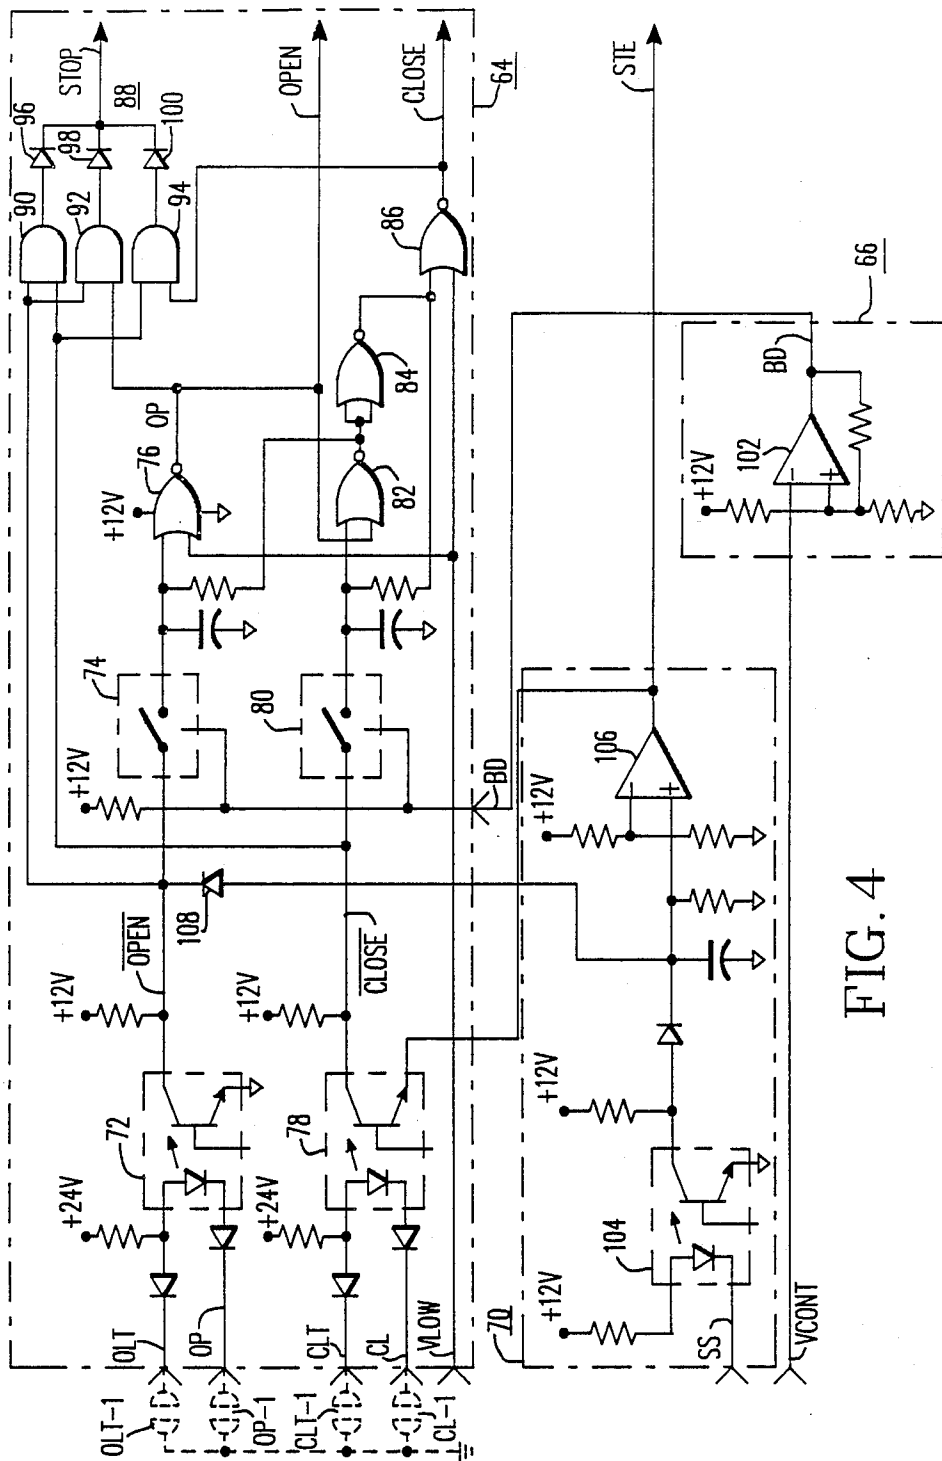 STOP
88
96
98
100
90
92
94
OPEN
CLOSE
64
86
84
OP
76
82
+12V
74
80
+12V
BD
108
OPEN
CLOSE
+12V
+12V
72
78
+24V
+24V
OLT
OP
CLT
CL
VLOW
OLT-1
OP-1
CLT-1
CL-1
STE
66
BD
102
+12V
106
+12V
+12V
104
+12V
70
SS
VCONT
FIG. 4